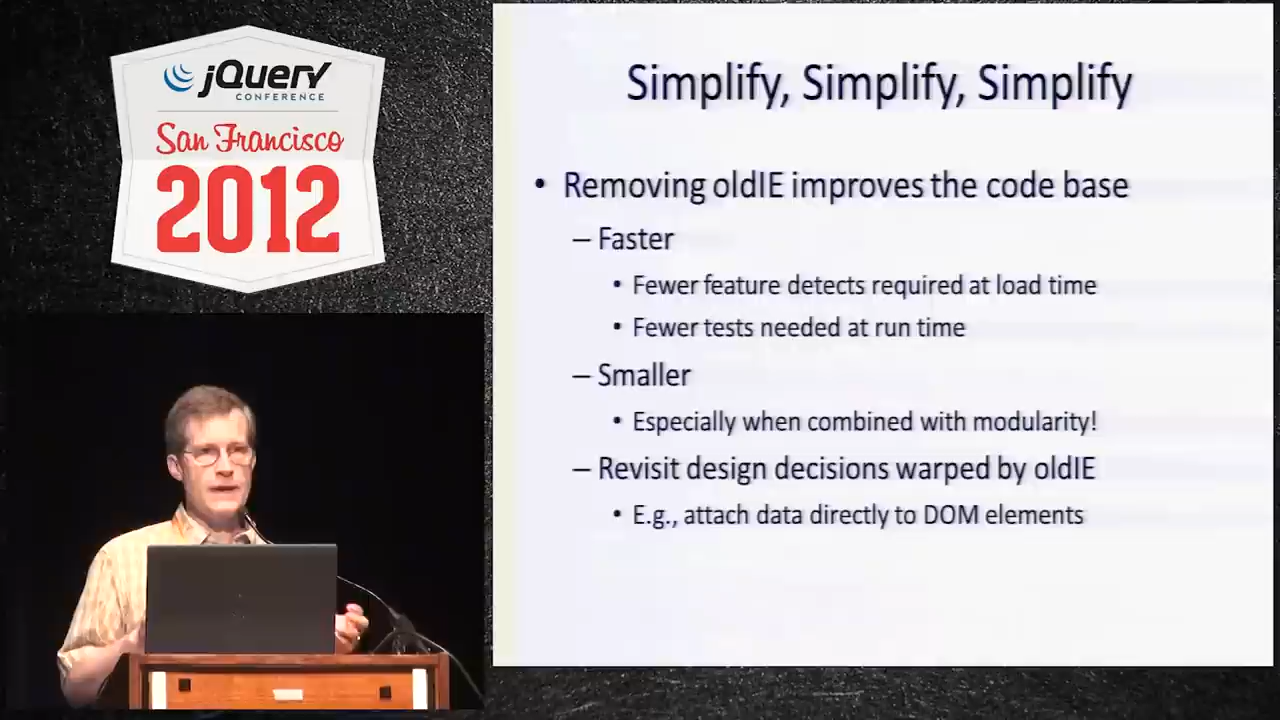 jQuery
CONFERENCE
San Francisco
2012
Simplify, Simplify, Simplify
• Removing oldIE improves the code base
– Faster
• Fewer feature detects required at load time
• Fewer tests needed at run time
– Smaller
• Especially when combined with modularity!
– Revisit design decisions warped by oldIE
• E.g., attach data directly to DOM elements